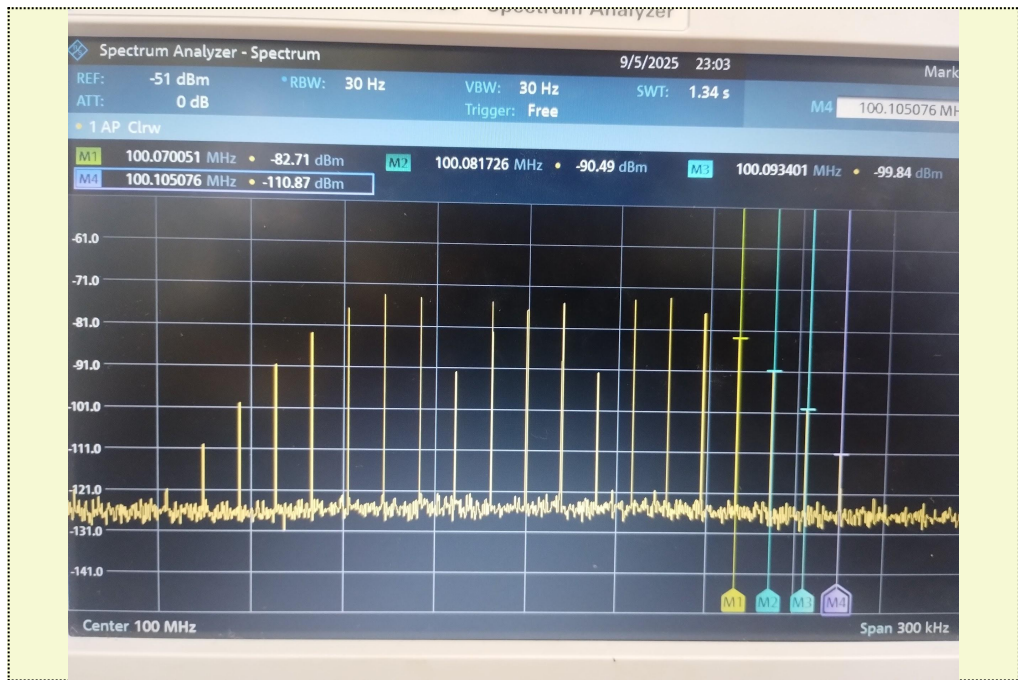 Spectrum Analyzer
Spectrum Analyzer - Spectrum
9/5/2025 23:03
Mark
REF: -51 dBm
*RBW: 30 Hz
VBW: 30 Hz
SWT: 1.34 s
ATT: 0 dB
Trigger: Free
M4 100.105076 MH
1 AP Clrw
M1 100.070051 MHz -82.71 dBm
M2 100.081726 MHz -90.49 dBm
M3 100.093401 MHz -99.84 dBm
M4 100.105076 MHz -110.87 dBm
-61.0
-71.0
-81.0
-91.0
-101.0
-111.0
-121.0
-131.0
-141.0
M1 M2 M3 M4
Center 100 MHz
Span 300 kHz